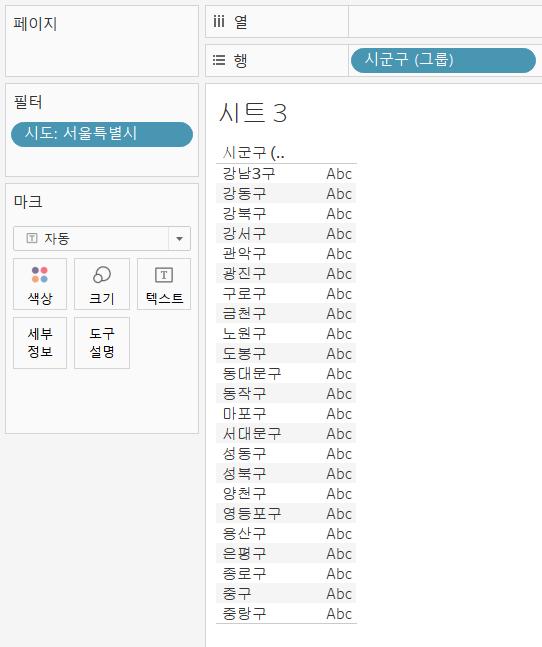 페이지
열
행
시군구 (그룹)
필터
시도: 서울특별시
시트 3
마크
자동
색상
크기
텍스트
세부
정보
도구
설명
시군구 (..
강남3구 Abc
강동구 Abc
강북구 Abc
강서구 Abc
관악구 Abc
광진구 Abc
구로구 Abc
금천구 Abc
노원구 Abc
도봉구 Abc
동대문구 Abc
동작구 Abc
마포구 Abc
서대문구 Abc
성동구 Abc
성북구 Abc
양천구 Abc
영등포구 Abc
용산구 Abc
은평구 Abc
종로구 Abc
중구 Abc
중랑구 Abc